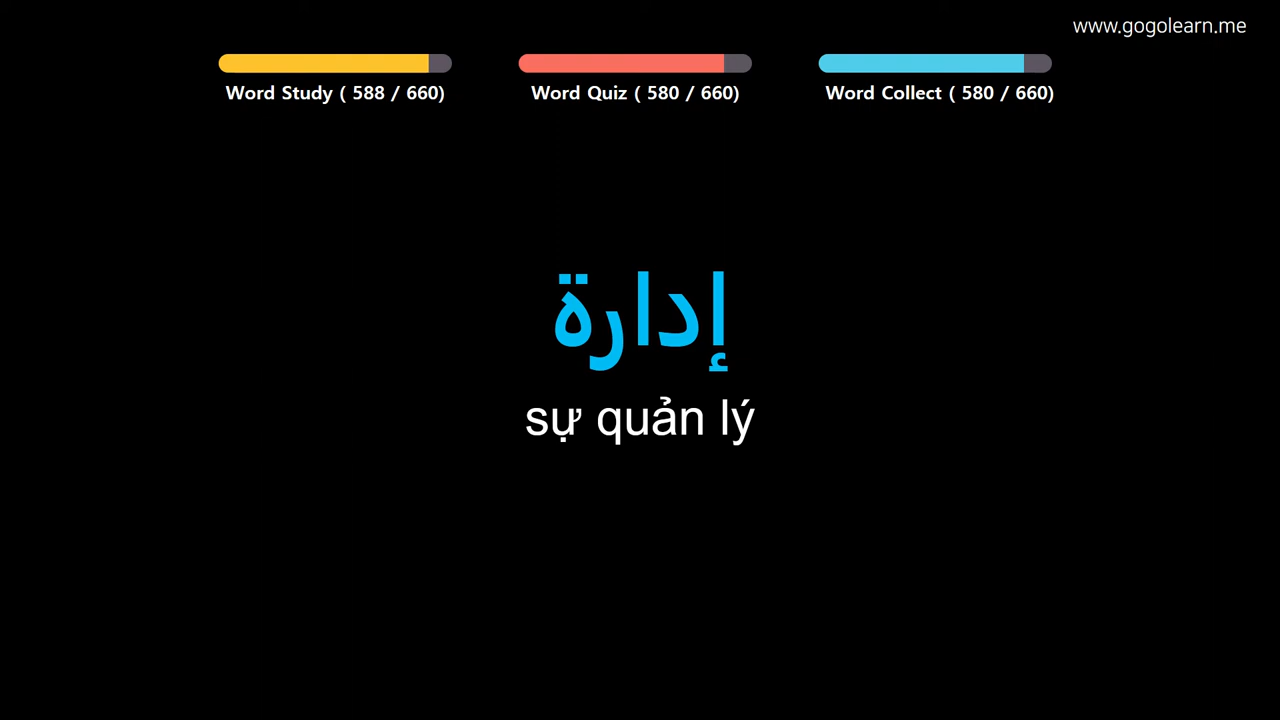 www.gogolearn.me
Word Study ( 588 / 660)
Word Quiz ( 580 / 660)
Word Collect ( 580 / 660)
إدارة
sự quản lý